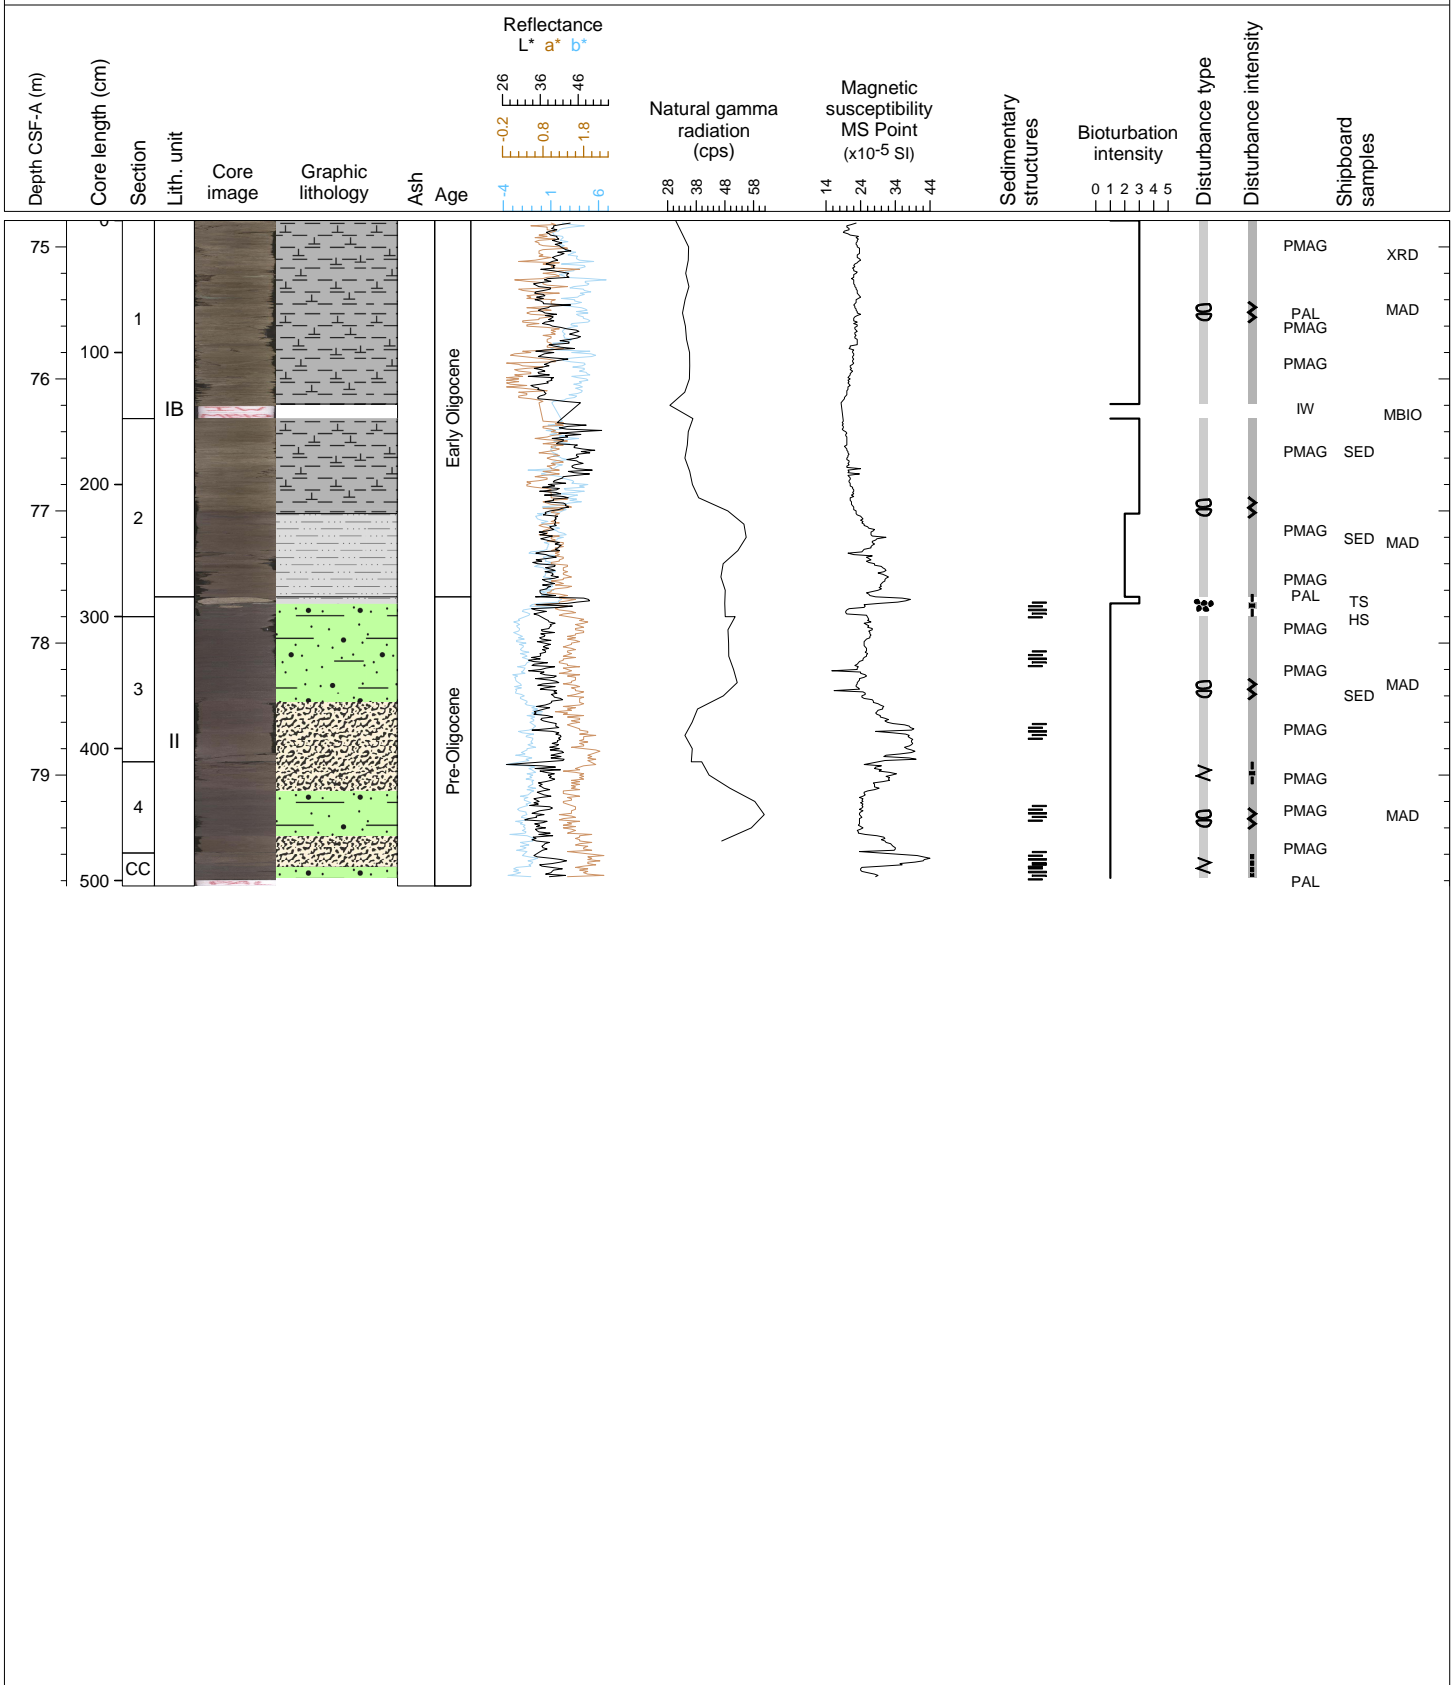 Depth CSF-A (m)
Core length (cm)
Section
Lith. unit
Core
image
Graphic
lithology
Ash
Age
Reflectance
L* a* b*
26 36 46
-0.2 0.8 1.8
-4 1 6
Natural gamma
radiation
(cps)
28 38 48 58
Magnetic
susceptibility
MS Point
(x10-5 SI)
14 24 34 44
Sedimentary
structures
Bioturbation
intensity
0 1 2 3 4 5
Disturbance type
Disturbance intensity
Shipboard
samples
0
75
100
76
200
77
300
78
400
79
500
1
2
3
4
CC
IB
II
Early Oligocene
Pre-Oligocene
PMAG
XRD
MAD
PAL
PMAG
PMAG
IW
MBIO
PMAG SED
PMAG
SED MAD
PMAG
PAL TS
HS
PMAG
PMAG
MAD
SED
PMAG
PMAG
PMAG
MAD
PMAG
PAL